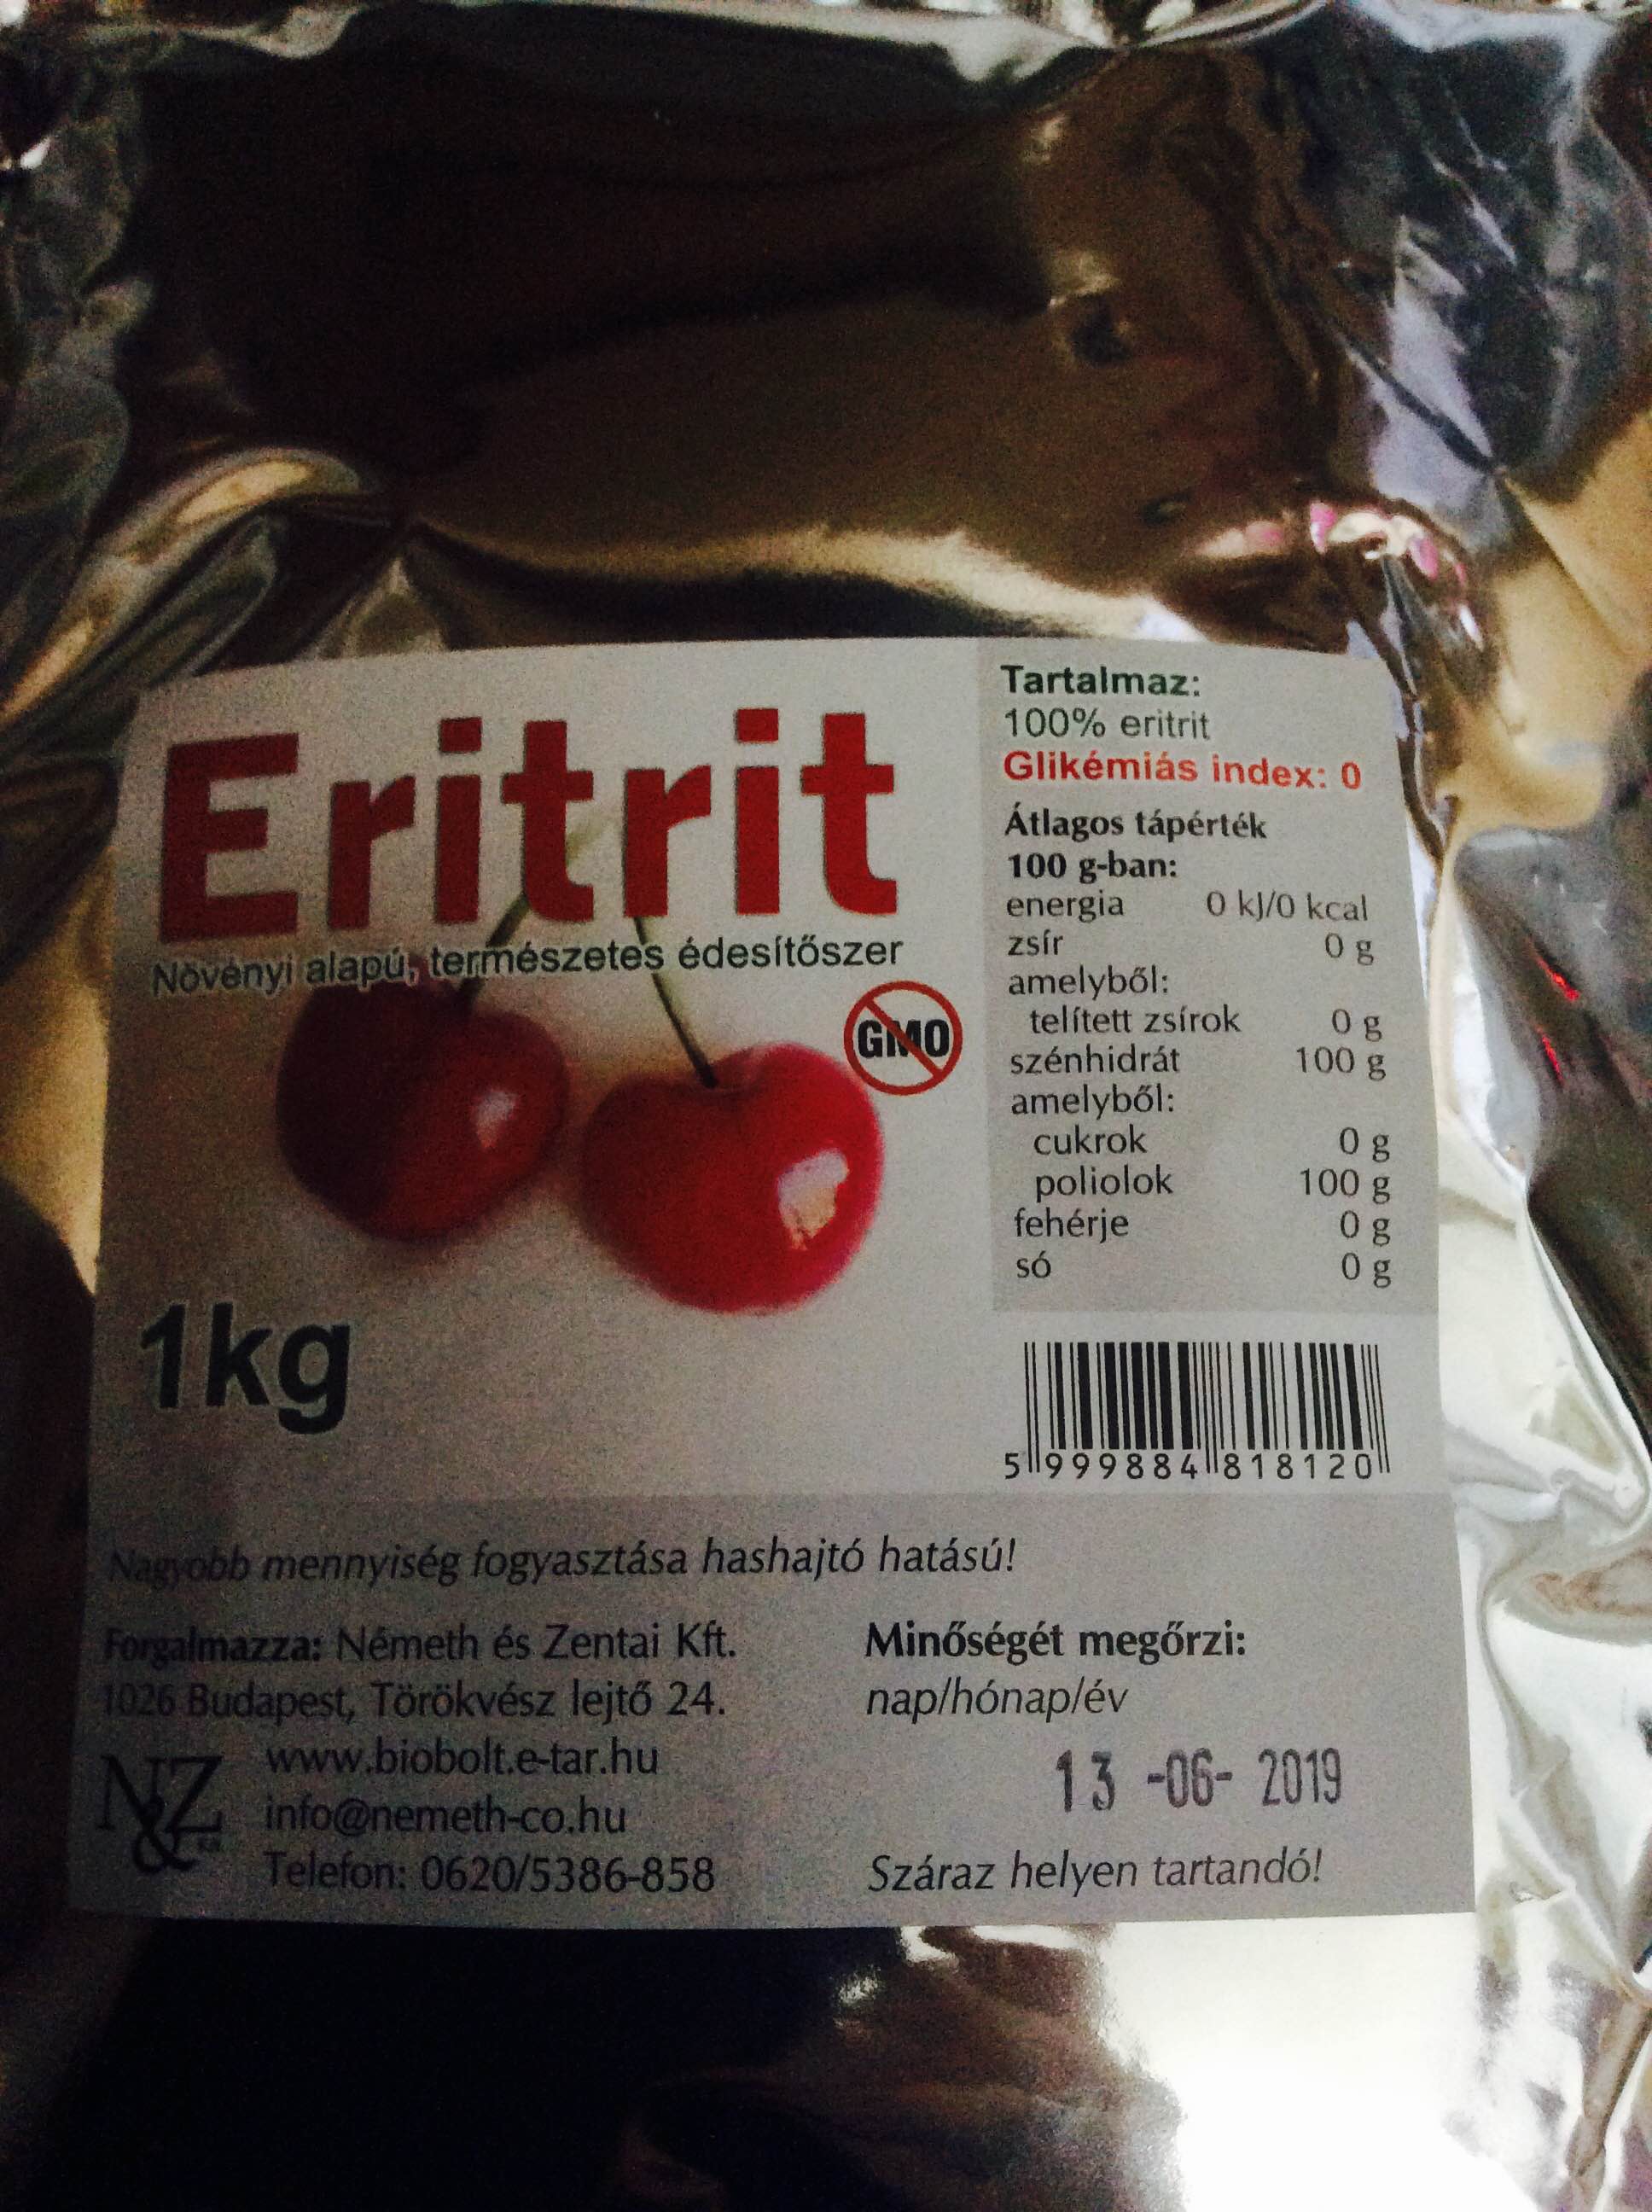 Eritrit
Növényi alapú, természetes édesítőszer
GMO
1kg
Tartalmaz:
100% eritrit
Glikémiás index: 0
Átlagos tápérték
100 g-ban:
energia 0 kJ/0 kcal
zsír 0 g
amelyből:
telített zsírok 0 g
szénhidrát 100 g
amelyből:
cukrok 0 g
poliolok 100 g
fehérje 0 g
só 0 g
5 999884 818120
Nagyobb mennyiség fogyasztása hashajtó hatású!
Forgalmazza: Németh és Zentai Kft.
1026 Budapest, Törökvész lejtő 24.
N&Z
www.biobolt.e-tar.hu
info@nemeth-co.hu
Telefon: 0620/5386-858
Minőségét megőrzi:
nap/hónap/év
13 -06- 2019
Száraz helyen tartandó!